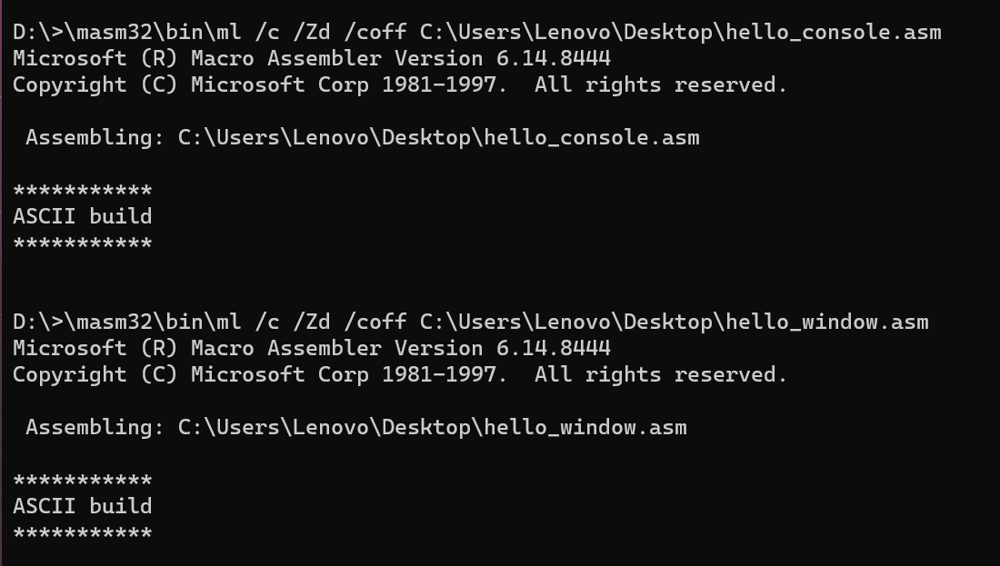 D:\>\masm32\bin\ml /c /Zd /coff C:\Users\Lenovo\Desktop\hello_console.asm
Microsoft (R) Macro Assembler Version 6.14.8444
Copyright (C) Microsoft Corp 1981-1997.  All rights reserved.
 Assembling: C:\Users\Lenovo\Desktop\hello_console.asm
***********
ASCII build
***********
D:\>\masm32\bin\ml /c /Zd /coff C:\Users\Lenovo\Desktop\hello_window.asm
Microsoft (R) Macro Assembler Version 6.14.8444
Copyright (C) Microsoft Corp 1981-1997.  All rights reserved.
 Assembling: C:\Users\Lenovo\Desktop\hello_window.asm
***********
ASCII build
***********